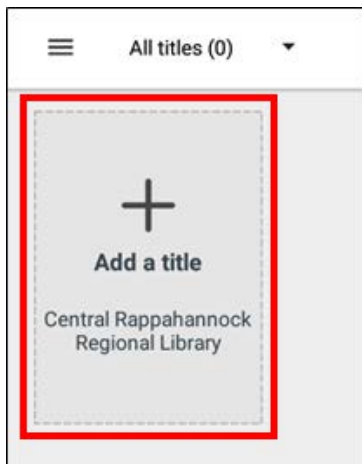 All titles (0)
Add a title
Central Rappahannock
Regional Library